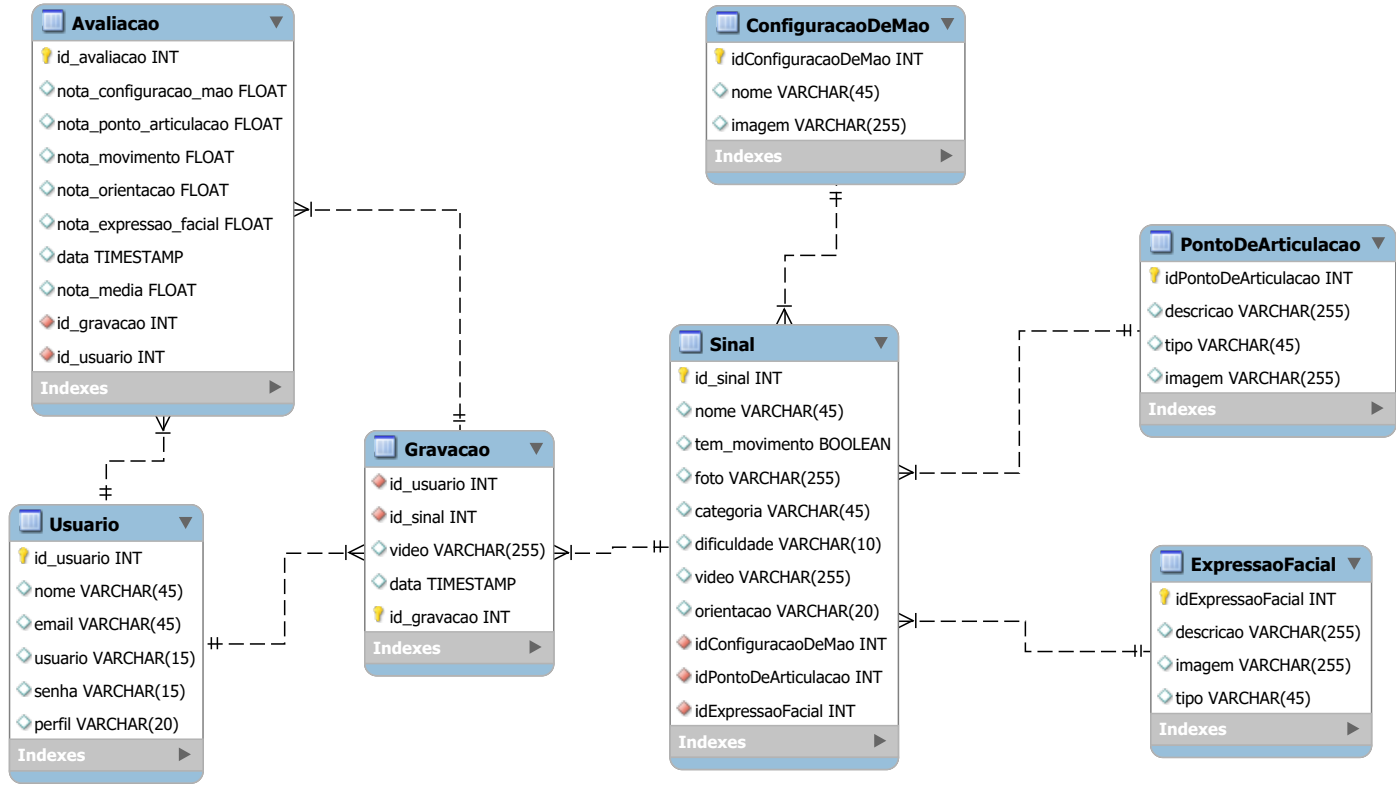 Avaliacao
id_avaliacao INT
nota_configuracao_mao FLOAT
nota_ponto_articulacao FLOAT
nota_movimento FLOAT
nota_orientacao FLOAT
nota_expressao_facial FLOAT
data TIMESTAMP
nota_media FLOAT
id_gravacao INT
id_usuario INT
Indexes
ConfiguracaoDeMao
idConfiguracaoDeMao INT
nome VARCHAR(45)
imagem VARCHAR(255)
Indexes
PontoDeArticulacao
idPontoDeArticulacao INT
descricao VARCHAR(255)
tipo VARCHAR(45)
imagem VARCHAR(255)
Indexes
Sinal
id_sinal INT
nome VARCHAR(45)
tem_movimento BOOLEAN
foto VARCHAR(255)
categoria VARCHAR(45)
dificuldade VARCHAR(10)
video VARCHAR(255)
orientacao VARCHAR(20)
idConfiguracaoDeMao INT
idPontoDeArticulacao INT
idExpressaoFacial INT
Indexes
Gravacao
id_usuario INT
id_sinal INT
video VARCHAR(255)
data TIMESTAMP
id_gravacao INT
Indexes
Usuario
id_usuario INT
nome VARCHAR(45)
email VARCHAR(45)
usuario VARCHAR(15)
senha VARCHAR(15)
perfil VARCHAR(20)
Indexes
ExpressaoFacial
idExpressaoFacial INT
descricao VARCHAR(255)
imagem VARCHAR(255)
tipo VARCHAR(45)
Indexes